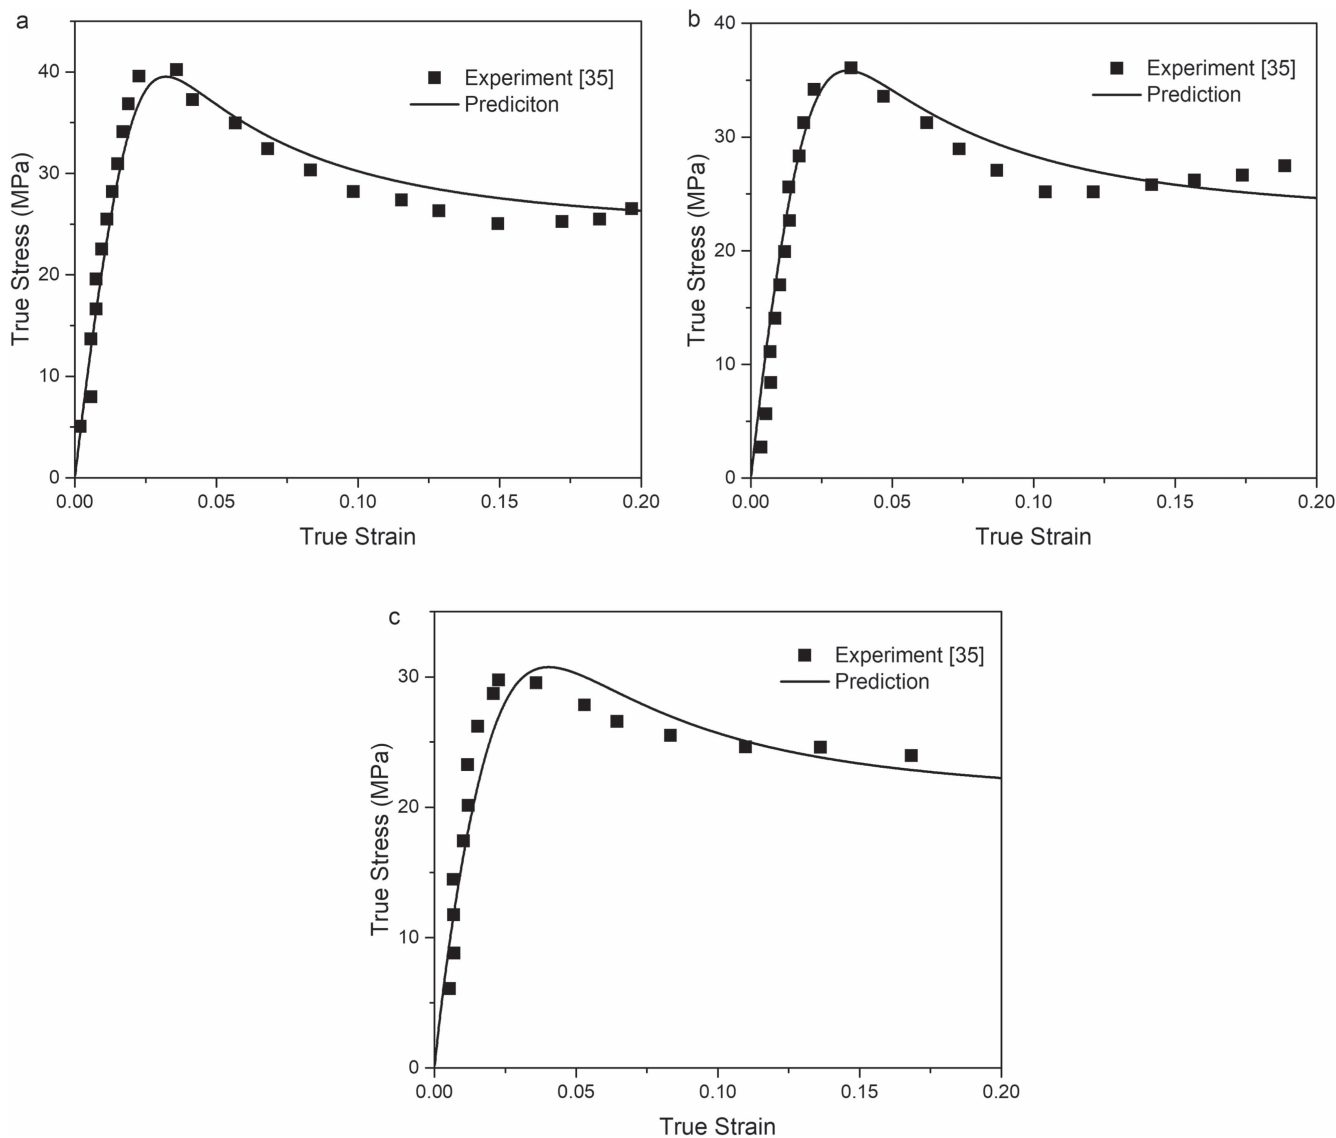 a
40
30
20
10
0
0.00 0.05 0.10 0.15 0.20
True Stress (MPa)
True Strain
Experiment [35]
Prediciton
b
40
30
20
10
0
0.00 0.05 0.10 0.15 0.20
True Stress (MPa)
True Strain
Experiment [35]
Prediction
c
30
20
10
0
0.00 0.05 0.10 0.15 0.20
True Stress (MPa)
True Strain
Experiment [35]
Prediction